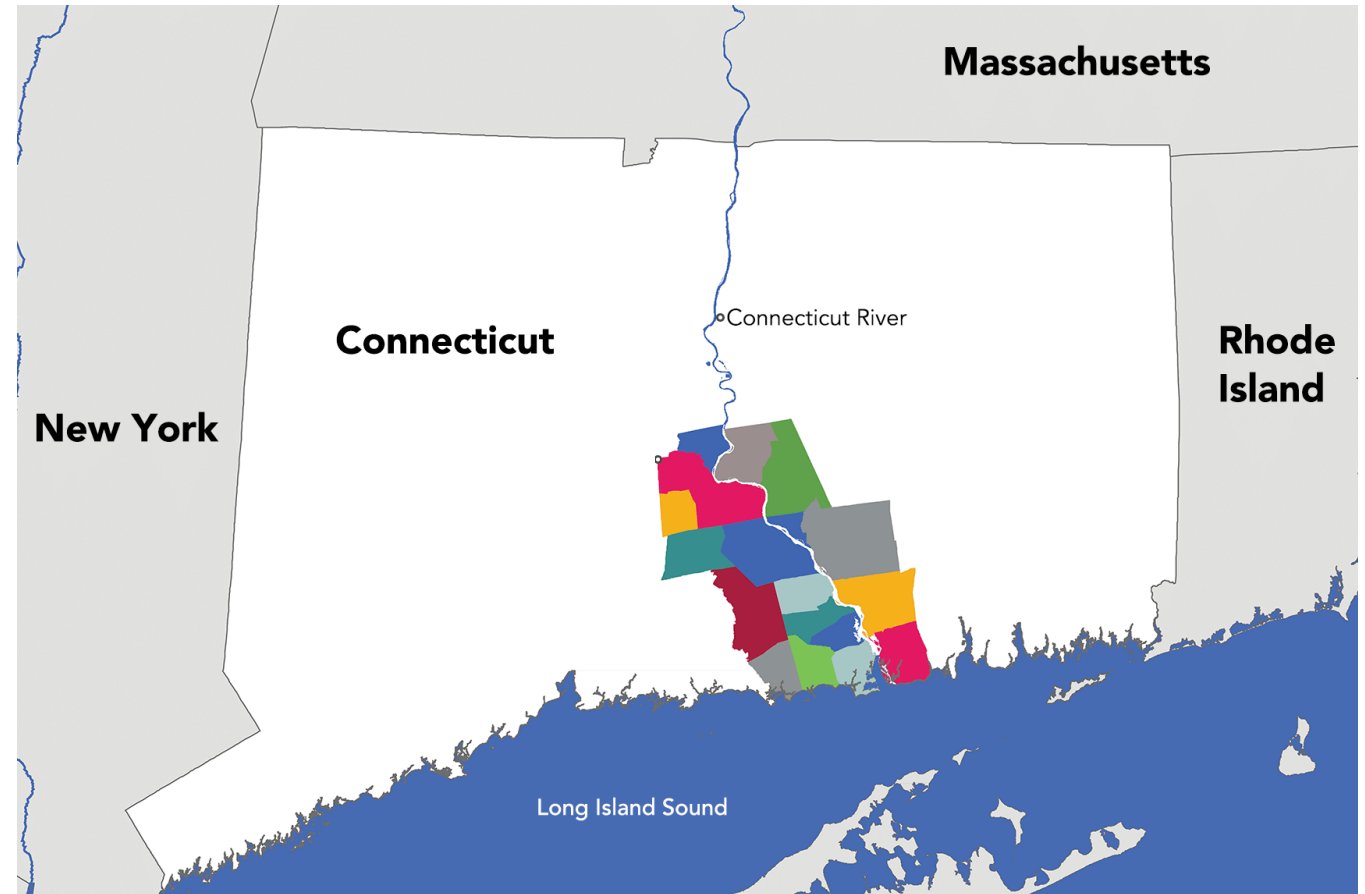 Massachusetts
Connecticut River
Connecticut
Rhode
Island
New York
Long Island Sound